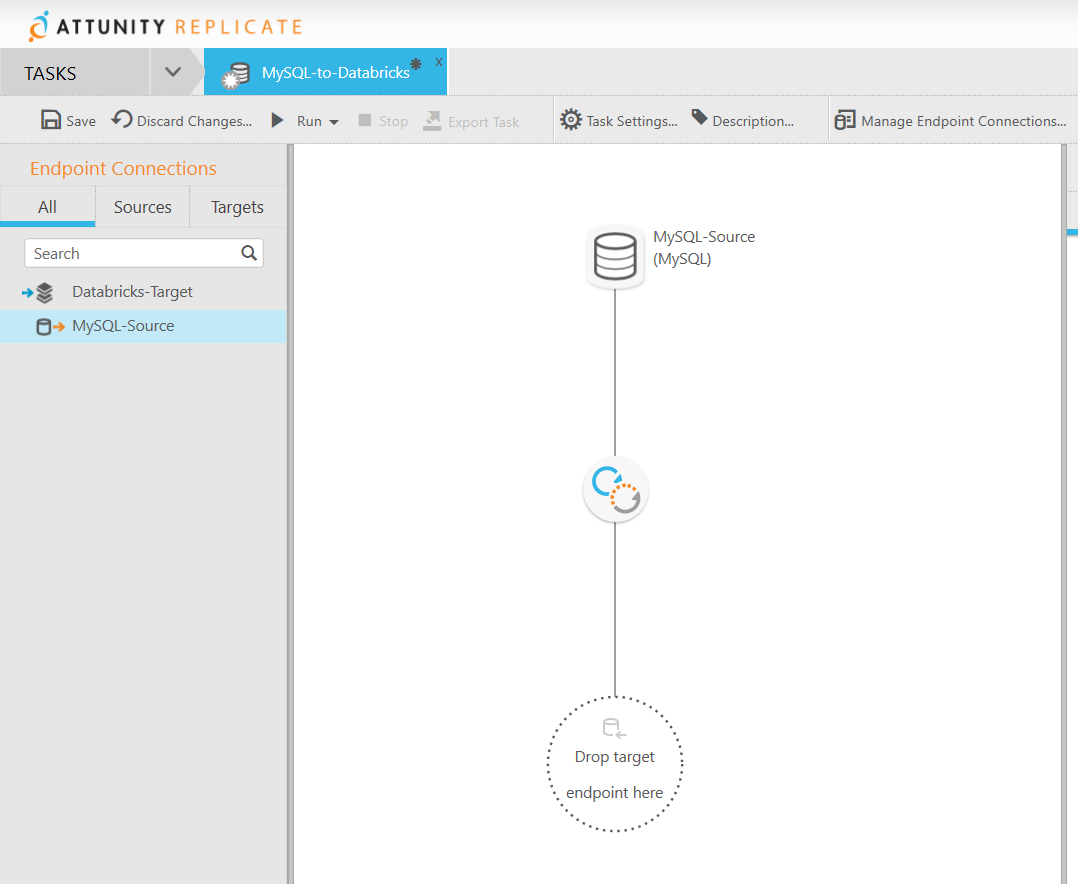 ATTUNITY REPLICATE
TASKS
MySQL-to-Databricks* x
Save Discard Changes... Run Stop Export Task Task Settings... Description... Manage Endpoint Connections...
Endpoint Connections
All Sources Targets
Search
Databricks-Target
MySQL-Source
MySQL-Source
(MySQL)
Drop target
endpoint here